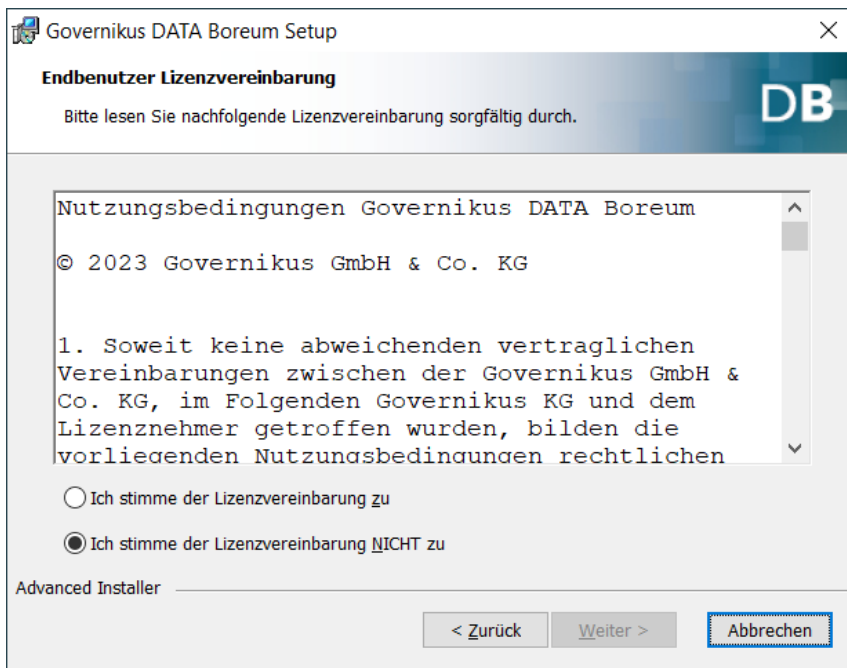 Governikus DATA Boreum Setup
Endbenutzer Lizenzvereinbarung
Bitte lesen Sie nachfolgende Lizenzvereinbarung sorgfältig durch.
DB
Nutzungsbedingungen Governikus DATA Boreum
© 2023 Governikus GmbH & Co. KG
1. Soweit keine abweichenden vertraglichen
Vereinbarungen zwischen der Governikus GmbH &
Co. KG, im Folgenden Governikus KG und dem
Lizenznehmer getroffen wurden, bilden die
vorliegenden Nutzungsbedingungen rechtlichen
Ich stimme der Lizenzvereinbarung zu
Ich stimme der Lizenzvereinbarung NICHT zu
Advanced Installer
< Zurück
Weiter >
Abbrechen